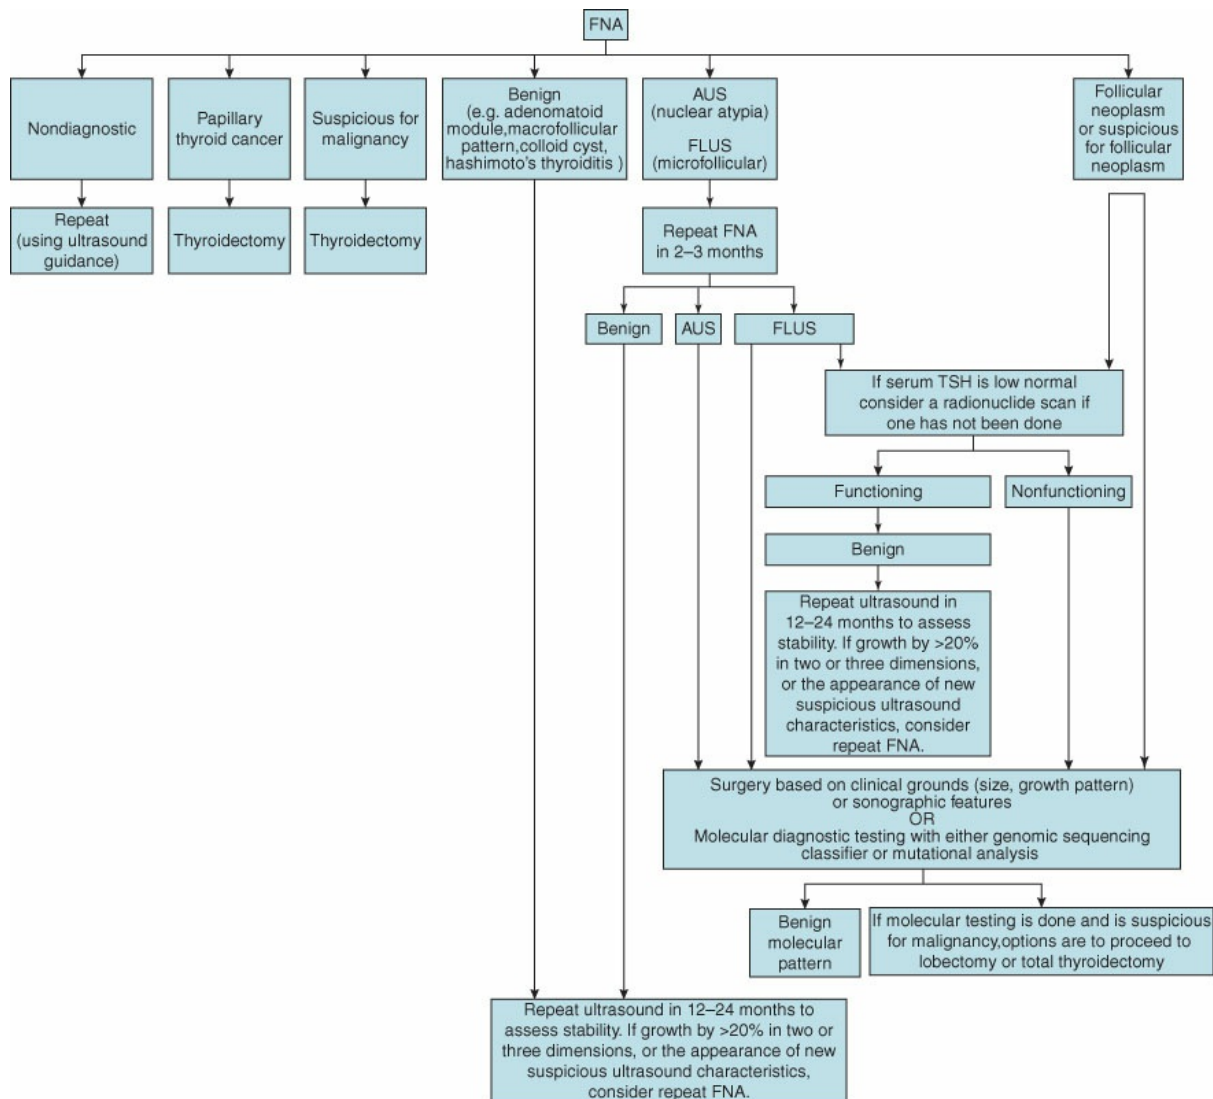 FNA
Nondiagnostic
Papillary
thyroid cancer
Suspicious for
malignancy
Benign
(e.g. adenomatoid
module,macrofollicular
pattern,colloid cyst,
hashimoto's thyroiditis )
AUS
(nuclear atypia)
FLUS
(microfollicular)
Follicular
neoplasm
or suspicious
for follicular
neoplasm
Repeat
(using ultrasound
guidance)
Thyroidectomy
Thyroidectomy
Repeat FNA
in 2–3 months
Benign
AUS
FLUS
If serum TSH is low normal
consider a radionuclide scan if
one has not been done
Functioning
Nonfunctioning
Benign
Repeat ultrasound in
12–24 months to assess
stability. If growth by >20%
in two or three dimensions,
or the appearance of new
suspicious ultrasound
characteristics, consider
repeat FNA.
Surgery based on clinical grounds (size, growth pattern)
or sonographic features
OR
Molecular diagnostic testing with either genomic sequencing
classifier or mutational analysis
Benign
molecular
pattern
If molecular testing is done and is suspicious
for malignancy,options are to proceed to
lobectomy or total thyroidectomy
Repeat ultrasound in 12–24 months to
assess stability. If growth by >20% in two or
three dimensions, or the appearance of new
suspicious ultrasound characteristics,
consider repeat FNA.